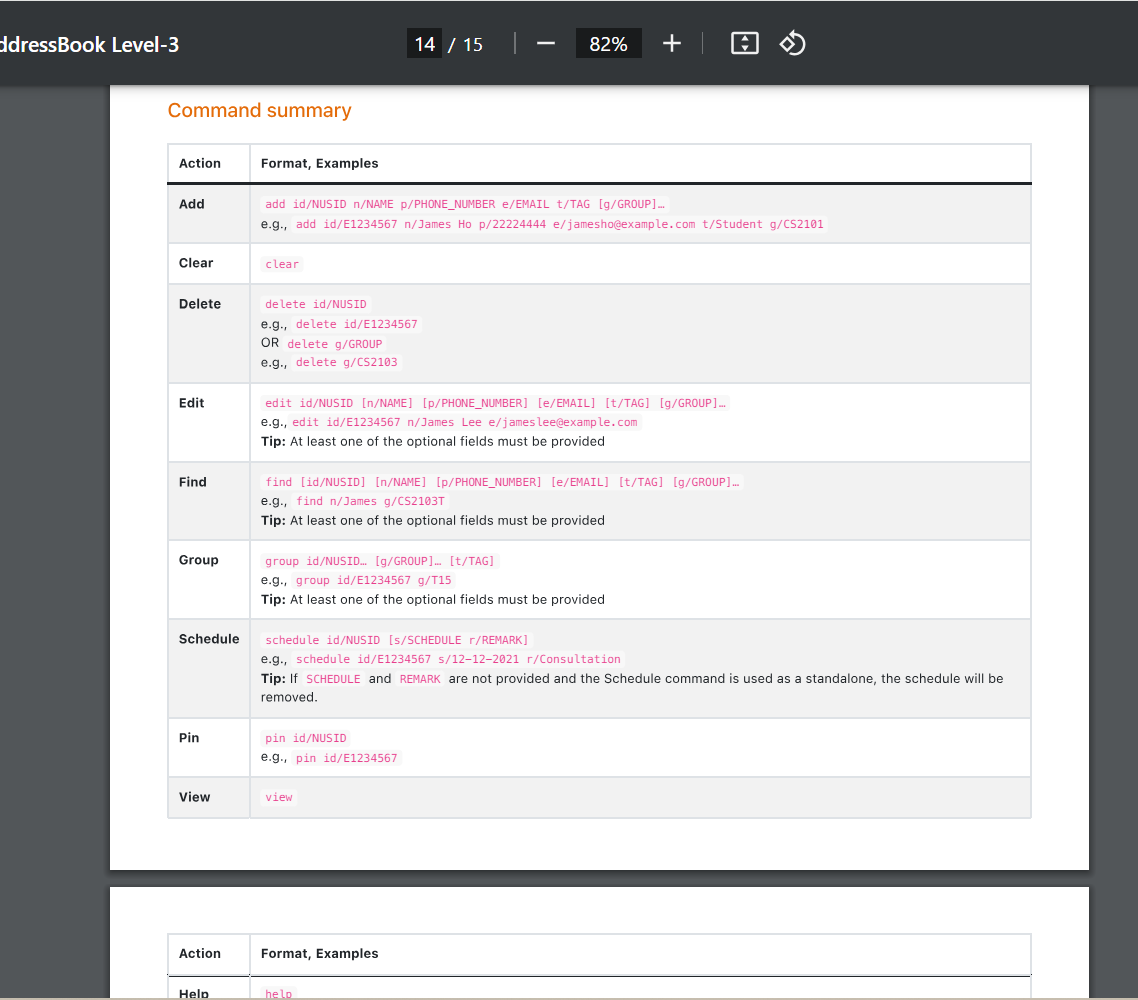 ddressBook Level-3
14 / 15
82%
Command summary
Action Format, Examples
Add add id/NUSID n/NAME p/PHONE_NUMBER e/EMAIL t/TAG [g/GROUP]…
e.g., add id/E1234567 n/James Ho p/22224444 e/jamesho@example.com t/Student g/CS2101
Clear clear
Delete delete id/NUSID
e.g., delete id/E1234567
OR delete g/GROUP
e.g., delete g/CS2103
Edit edit id/NUSID [n/NAME] [p/PHONE_NUMBER] [e/EMAIL] [t/TAG] [g/GROUP]…
e.g., edit id/E1234567 n/James Lee e/jameslee@example.com
Tip: At least one of the optional fields must be provided
Find find [id/NUSID] [n/NAME] [p/PHONE_NUMBER] [e/EMAIL] [t/TAG] [g/GROUP]…
e.g., find n/James g/CS2103T
Tip: At least one of the optional fields must be provided
Group group id/NUSID… [g/GROUP]… [t/TAG]
e.g., group id/E1234567 g/T15
Tip: At least one of the optional fields must be provided
Schedule schedule id/NUSID [s/SCHEDULE r/REMARK]
e.g., schedule id/E1234567 s/12-12-2021 r/Consultation
Tip: If SCHEDULE and REMARK are not provided and the Schedule command is used as a standalone, the schedule will be
removed.
Pin pin id/NUSID
e.g., pin id/E1234567
View view
Action Format, Examples
Help help